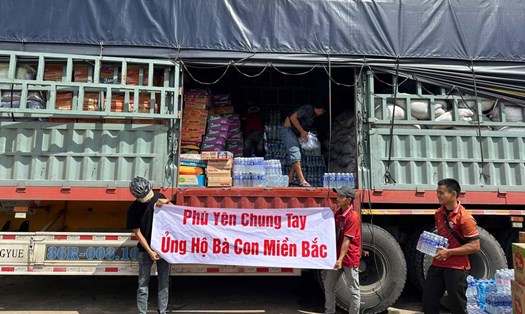 Phú Yên Chung Tay
Ủng Hộ Bà Con Miền Bắc